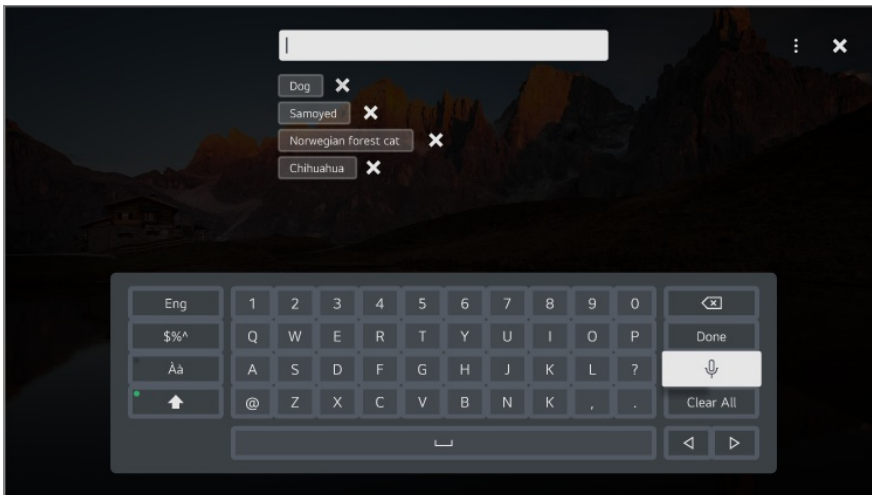 Dog
Samoyed
Norwegian forest cat
Chihuahua
Eng 1 2 3 4 5 6 7 8 9 0
$%^ Q W E R T Y U I O P Done
Àà A S D F G H J K L ?
@ Z X C V B N K , . Clear All